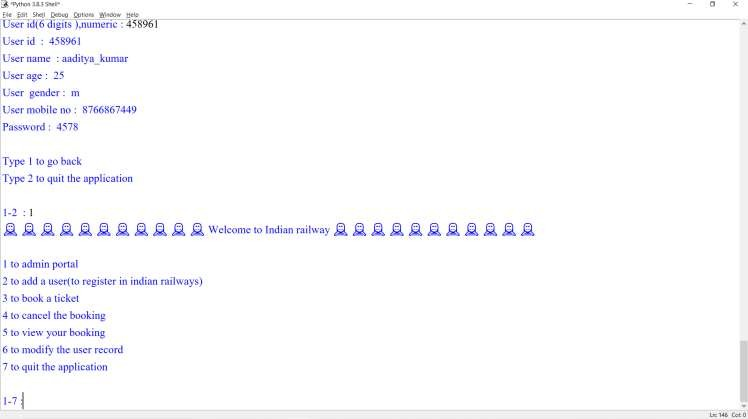 *Python 3.8.3 Shell*
File Edit Shell Debug Options Window Help
User id(6 digits ),numeric : 458961
User id : 458961
User name : aaditya_kumar
User age : 25
User gender : m
User mobile no : 8766867449
Password : 4578
Type 1 to go back
Type 2 to quit the application
1-2 : 1
Welcome to Indian railway
1 to admin portal
2 to add a user(to register in indian railways)
3 to book a ticket
4 to cancel the booking
5 to view your booking
6 to modify the user record
7 to quit the application
1-7 :
Ln: 146 Col: 0